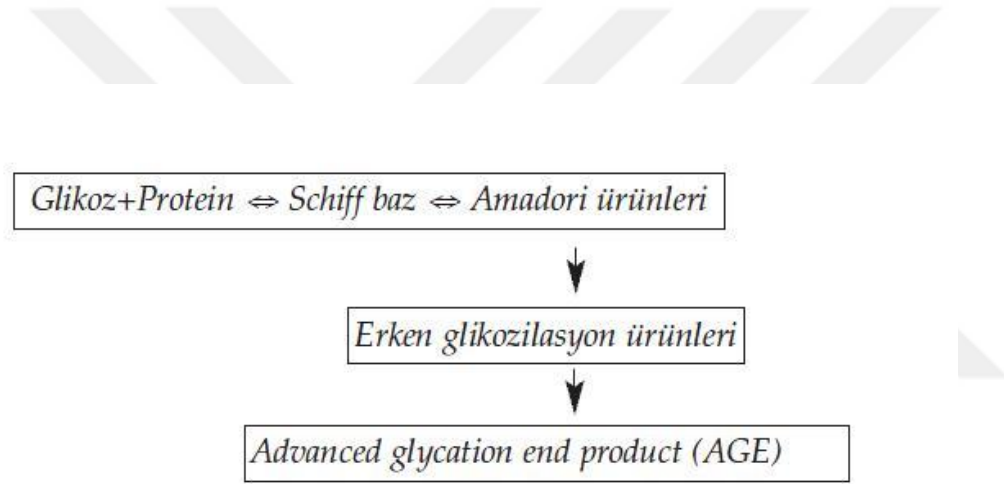 Glikoz+Protein ⇔ Schiff baz ⇔ Amadori ürünleri
Erken glikozilasyon ürünleri
Advanced glycation end product (AGE)